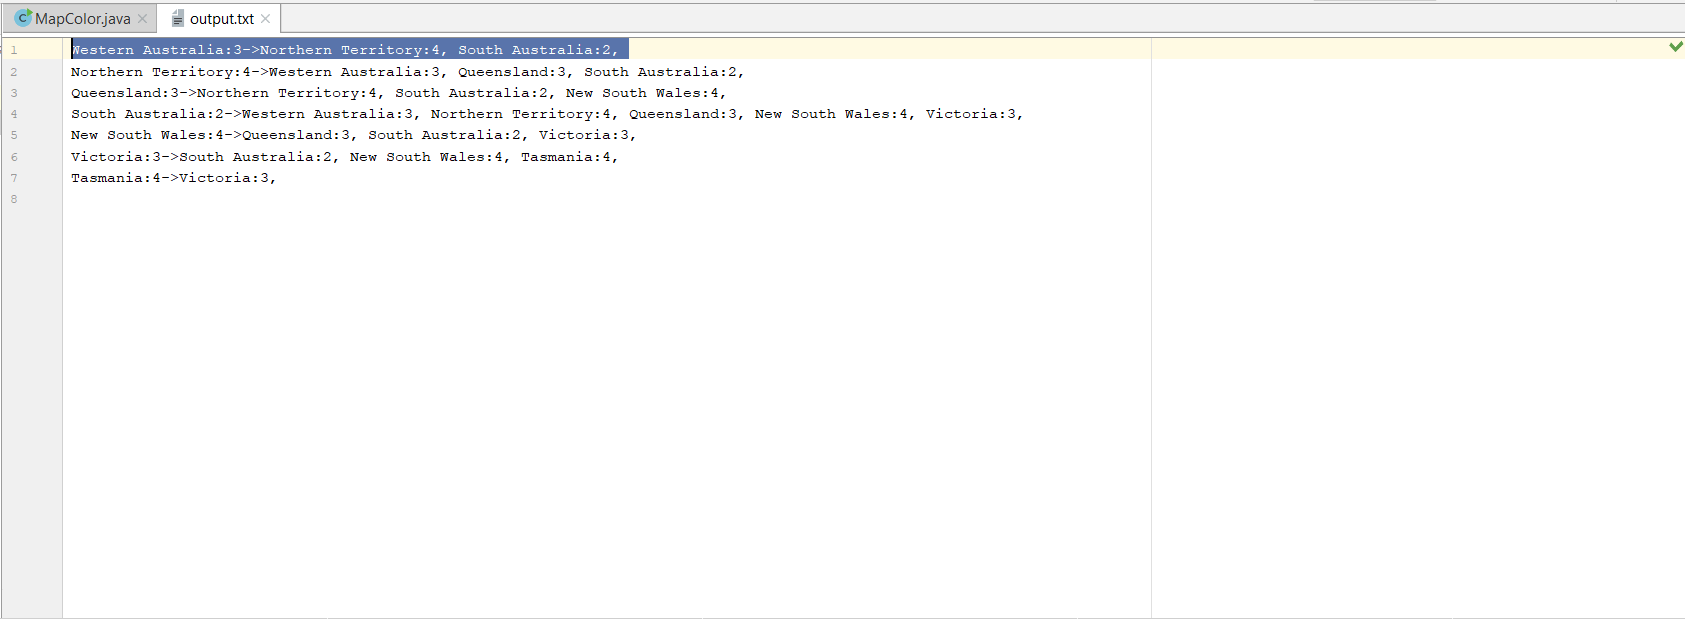 MapColor.java output.txt
1 Western Australia:3->Northern Territory:4, South Australia:2,
2 Northern Territory:4->Western Australia:3, Queensland:3, South Australia:2,
3 Queensland:3->Northern Territory:4, South Australia:2, New South Wales:4,
4 South Australia:2->Western Australia:3, Northern Territory:4, Queensland:3, New South Wales:4, Victoria:3,
5 New South Wales:4->Queensland:3, South Australia:2, Victoria:3,
6 Victoria:3->South Australia:2, New South Wales:4, Tasmania:4,
7 Tasmania:4->Victoria:3,
8